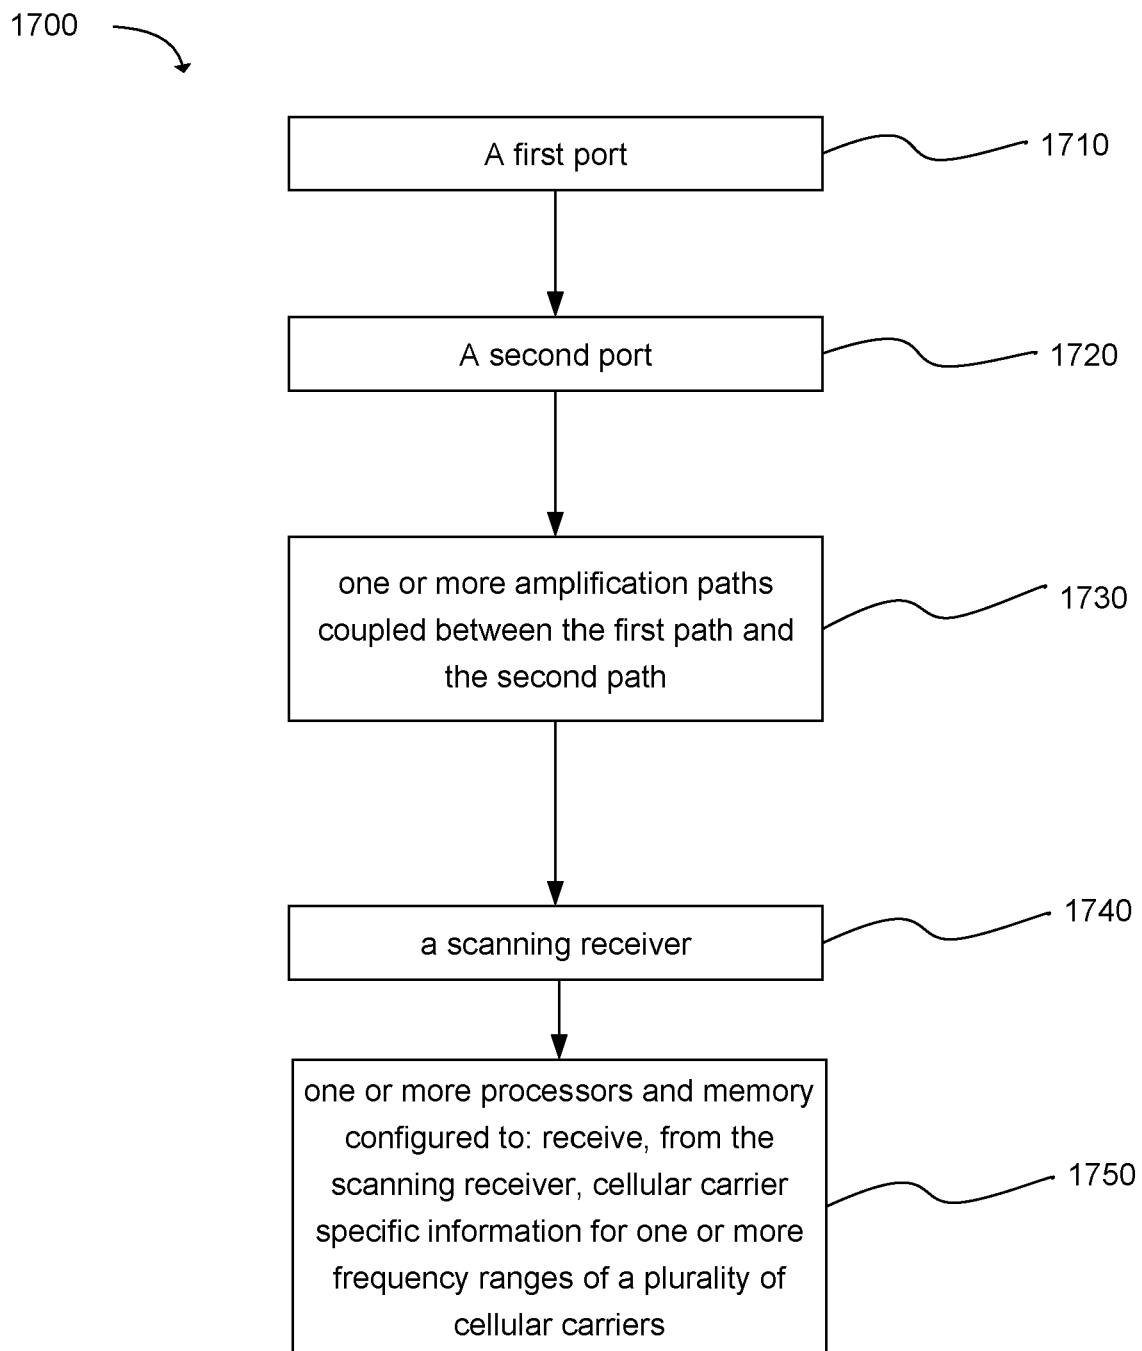 1700
A first port
1710
A second port
1720
one or more amplification paths
coupled between the first path and
the second path
1730
a scanning receiver
1740
one or more processors and memory
configured to: receive, from the
scanning receiver, cellular carrier
specific information for one or more
frequency ranges of a plurality of
cellular carriers
1750